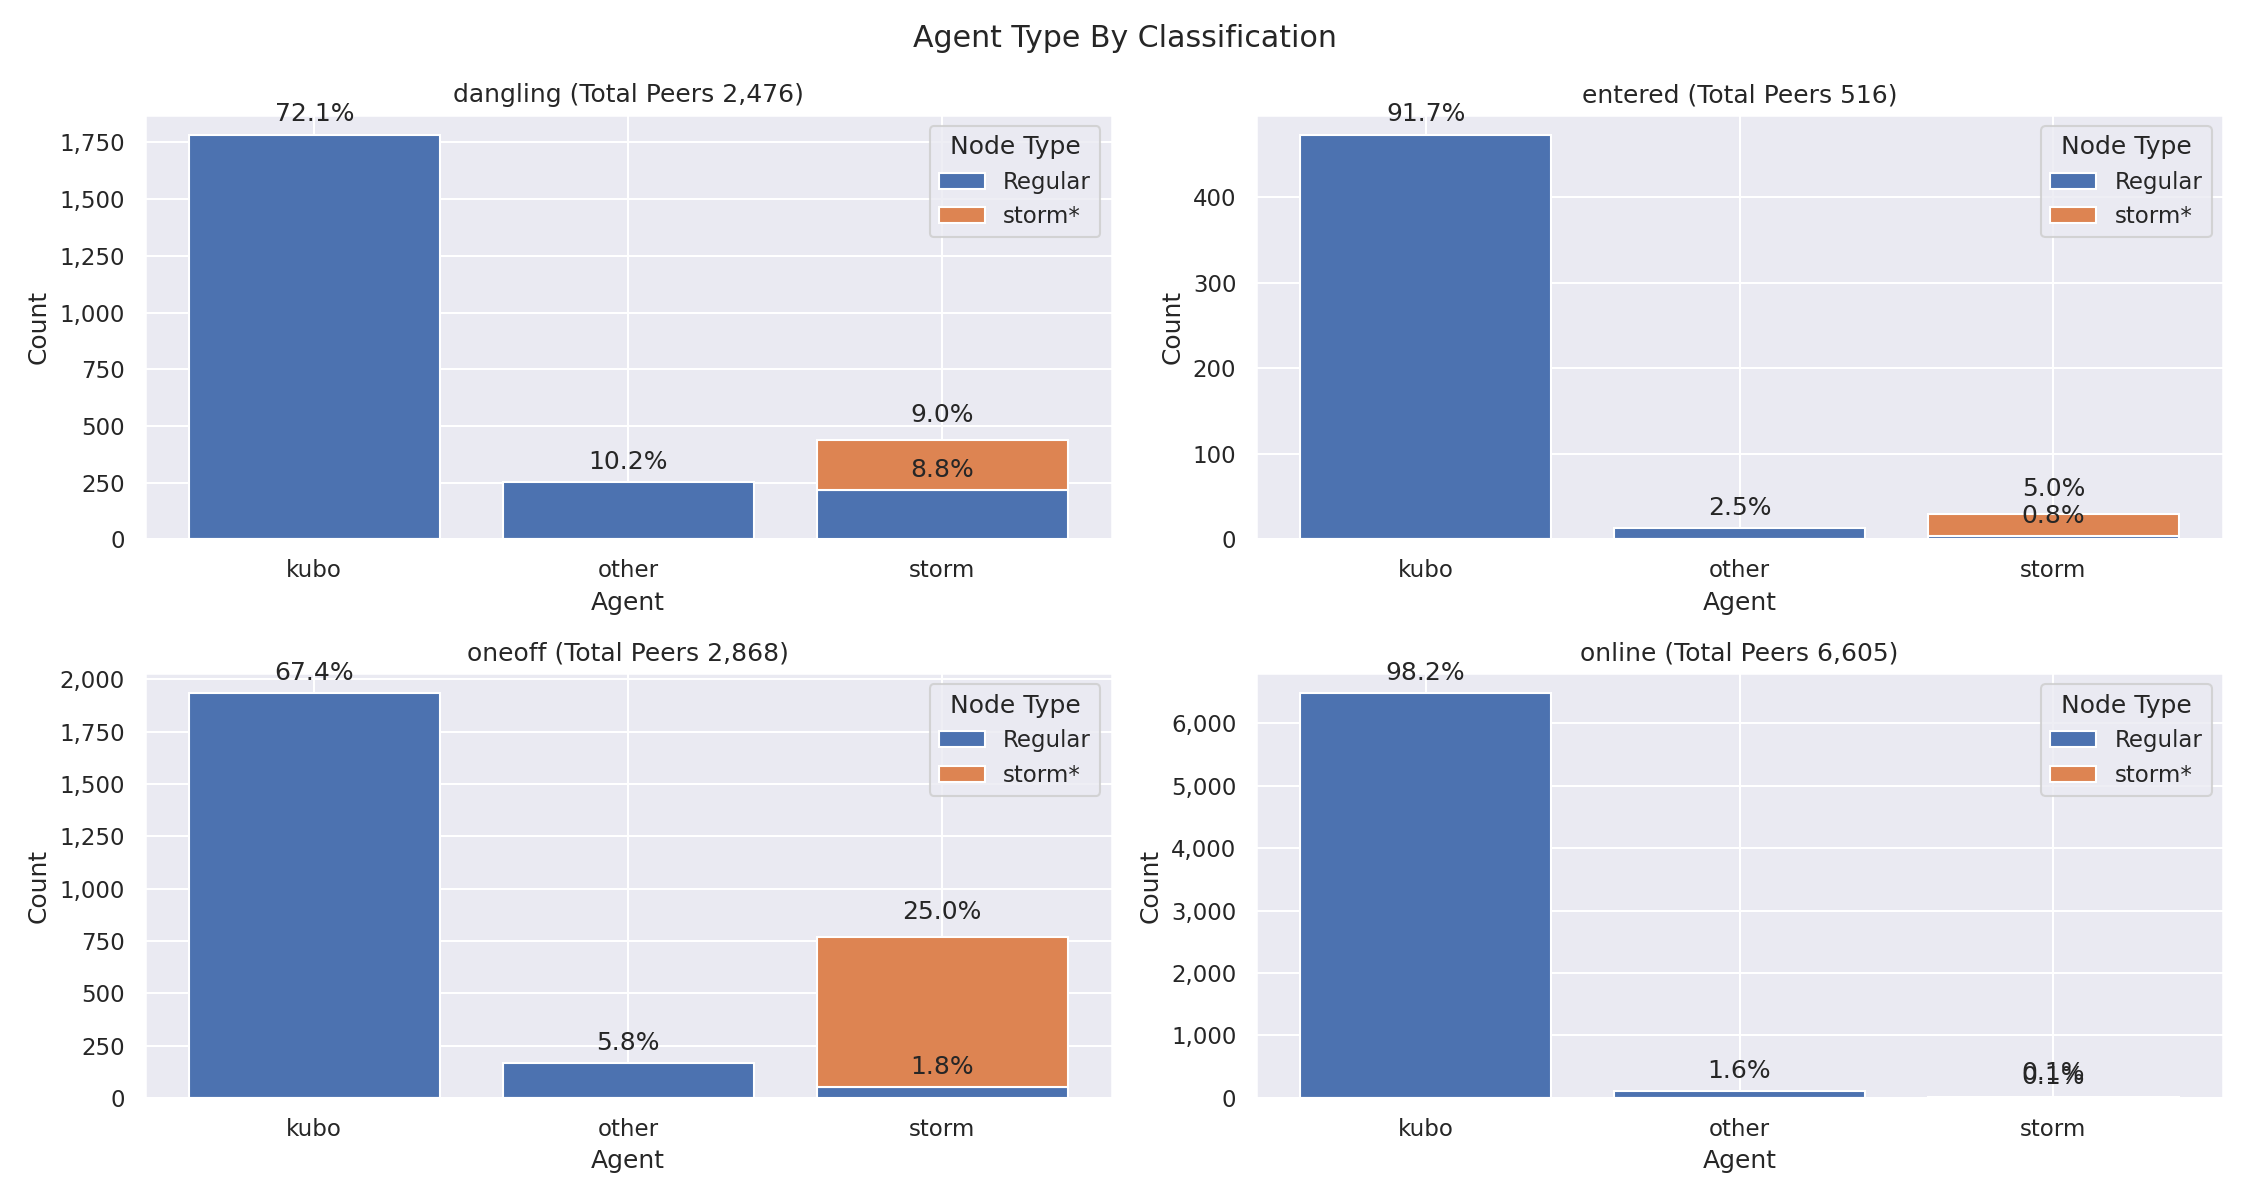 Agent Type By Classification
dangling (Total Peers 2,476)
72.1%
1,750
1,500
1,250
1,000
750
500
250
0
Count
10.2%
9.0%
8.8%
Node Type
Regular
storm*
kubo
other
storm
Agent
entered (Total Peers 516)
91.7%
400
300
200
100
0
Count
2.5%
5.0%
0.8%
Node Type
Regular
storm*
kubo
other
storm
Agent
oneoff (Total Peers 2,868)
67.4%
2,000
1,750
1,500
1,250
1,000
750
500
250
0
Count
5.8%
25.0%
1.8%
Node Type
Regular
storm*
kubo
other
storm
Agent
online (Total Peers 6,605)
98.2%
6,000
5,000
4,000
3,000
2,000
1,000
0
Count
1.6%
0.1%
0.1%
Node Type
Regular
storm*
kubo
other
storm
Agent